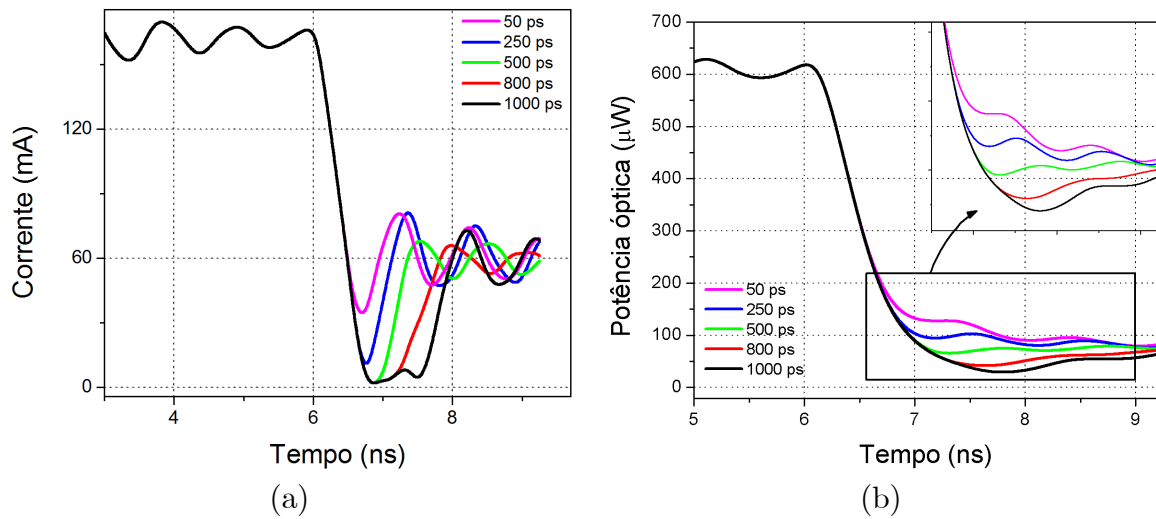 50 ps
250 ps
500 ps
800 ps
1000 ps
120
60
0
4
6
8
Corrente (mA)
Tempo (ns)
(a)
700
600
500
400
300
200
100
0
50 ps
250 ps
500 ps
800 ps
1000 ps
5
6
7
8
9
Potência óptica (μW)
Tempo (ns)
(b)